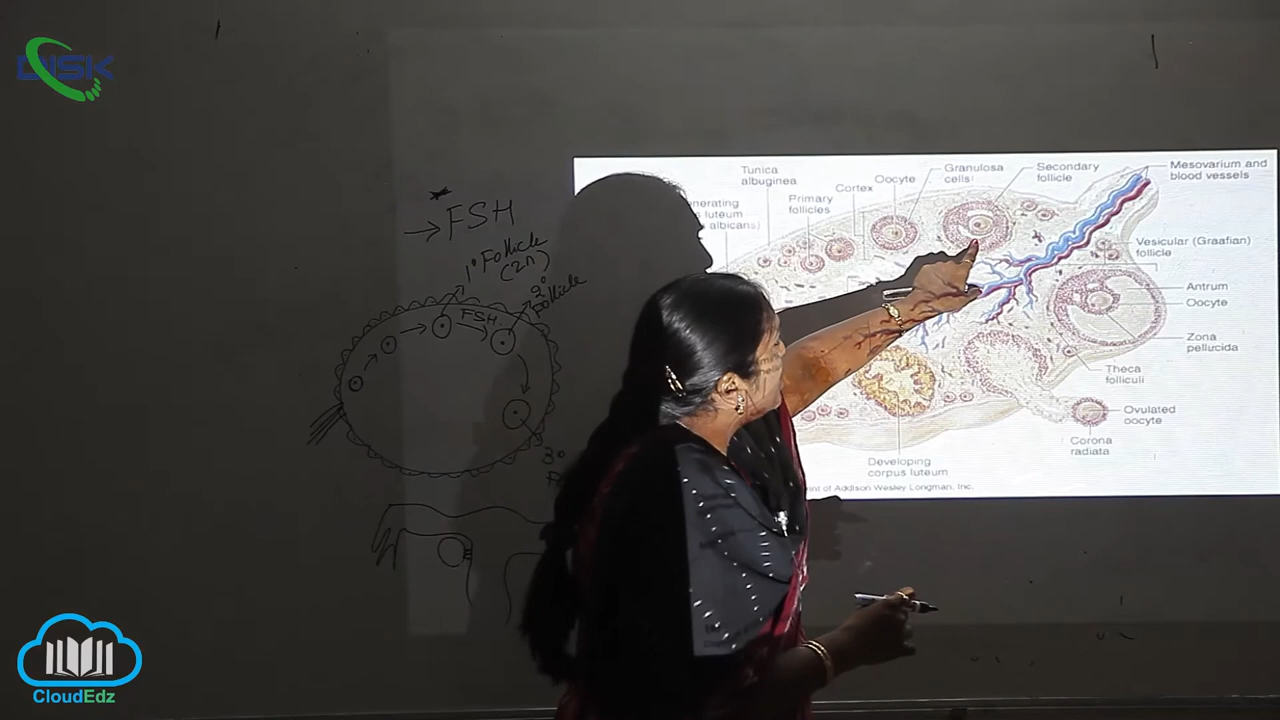 DISK
→ FSH
1° Follicle
(2n)
2°
Follicle
FSH
3°
Tunica
albuginea
Primary
follicles
Cortex
Oocyte
Granulosa
cells
Secondary
follicle
Mesovarium and
blood vessels
luteum
albicans)
Vesicular (Graafian)
follicle
Antrum
Oocyte
Zona
pellucida
Theca
folliculi
Ovulated
oocyte
Corona
radiata
Developing
corpus luteum
of Addison Wesley Longman, Inc.
CloudEdz